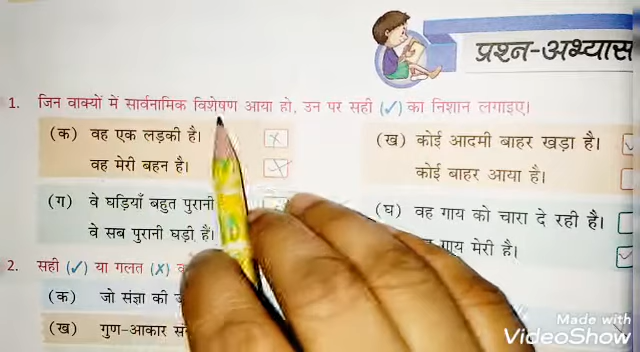 प्रश्न-अभ्यास
1. जिन वाक्यों में सार्वनामिक विशेषण आया हो, उन पर सही (✓) का निशान लगाइए।
(क) वह एक लड़की है।
वह मेरी बहन है।
(ख) कोई आदमी बाहर खड़ा है।
कोई बाहर आया है।
(ग) वे घड़ियाँ बहुत पुरानी
वे सब पुरानी घड़ी हैं।
(घ) वह गाय को चारा दे रही है।
गाय मेरी है।
2. सही (✓) या गलत (x)
(क) जो संज्ञा की
(ख) गुण-आकार
Made with
VideoShow